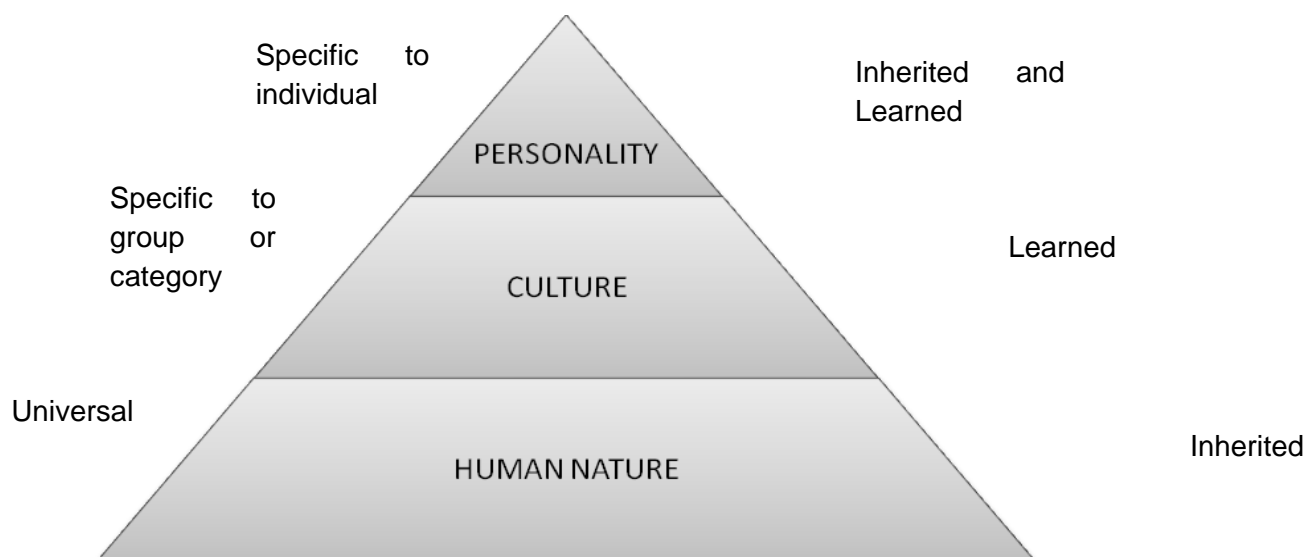 Specific to
individual
Inherited and
Learned
PERSONALITY
Specific to
group or
category
Learned
CULTURE
Universal
Inherited
HUMAN NATURE